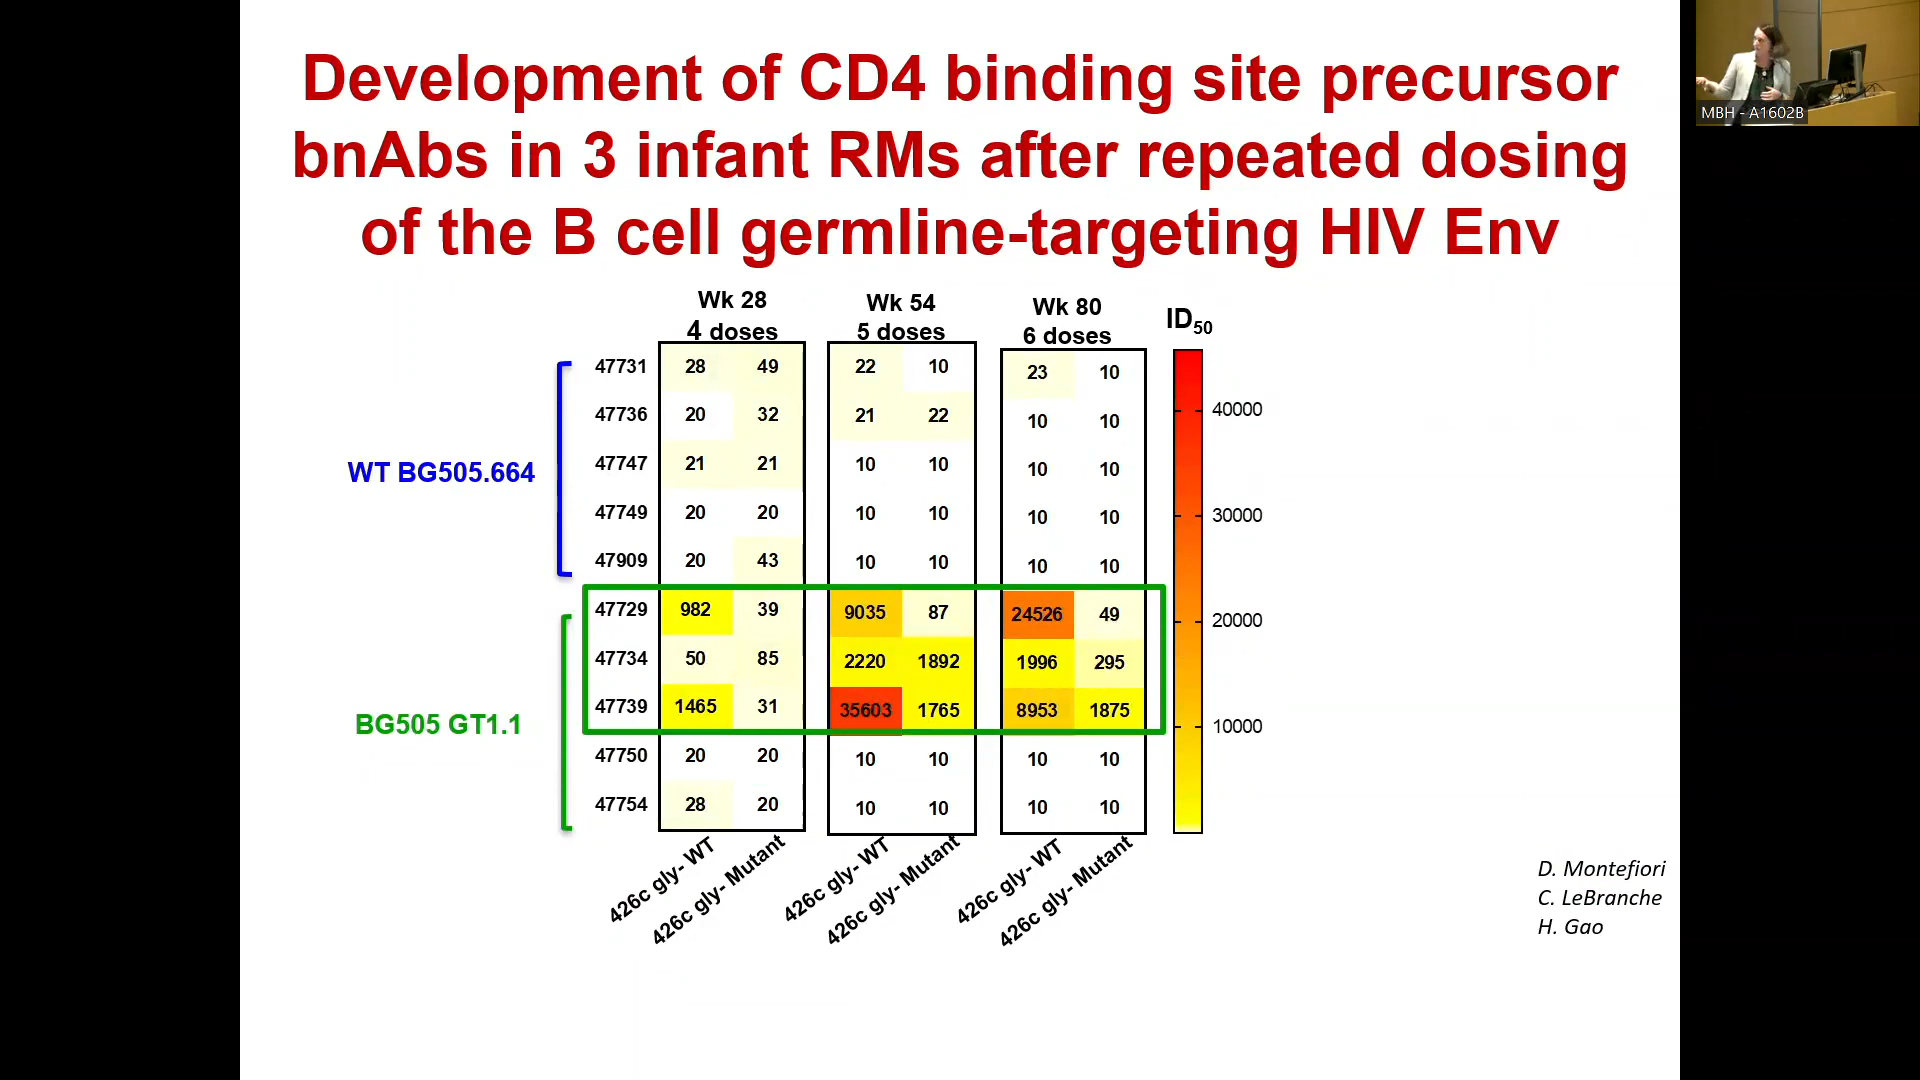 Development of CD4 binding site precursor
bnAbs in 3 infant RMs after repeated dosing
of the B cell germline-targeting HIV Env
MBH - A1602B
Wk 28
4 doses
Wk 54
5 doses
Wk 80
6 doses
ID50
WT BG505.664
BG505 GT1.1
47731 28 49 22 10 23 10
47736 20 32 21 22 10 10
47747 21 21 10 10 10 10
47749 20 20 10 10 10 10
47909 20 43 10 10 10 10
47729 982 39 9035 87 24526 49
47734 50 85 2220 1892 1996 295
47739 1465 31 35603 1765 8953 1875
47750 20 20 10 10 10 10
47754 28 20 10 10 10 10
40000
30000
20000
10000
426c gly- WT
426c gly- Mutant
426c gly- WT
426c gly- Mutant
426c gly- WT
426c gly- Mutant
D. Montefiori
C. LeBranche
H. Gao